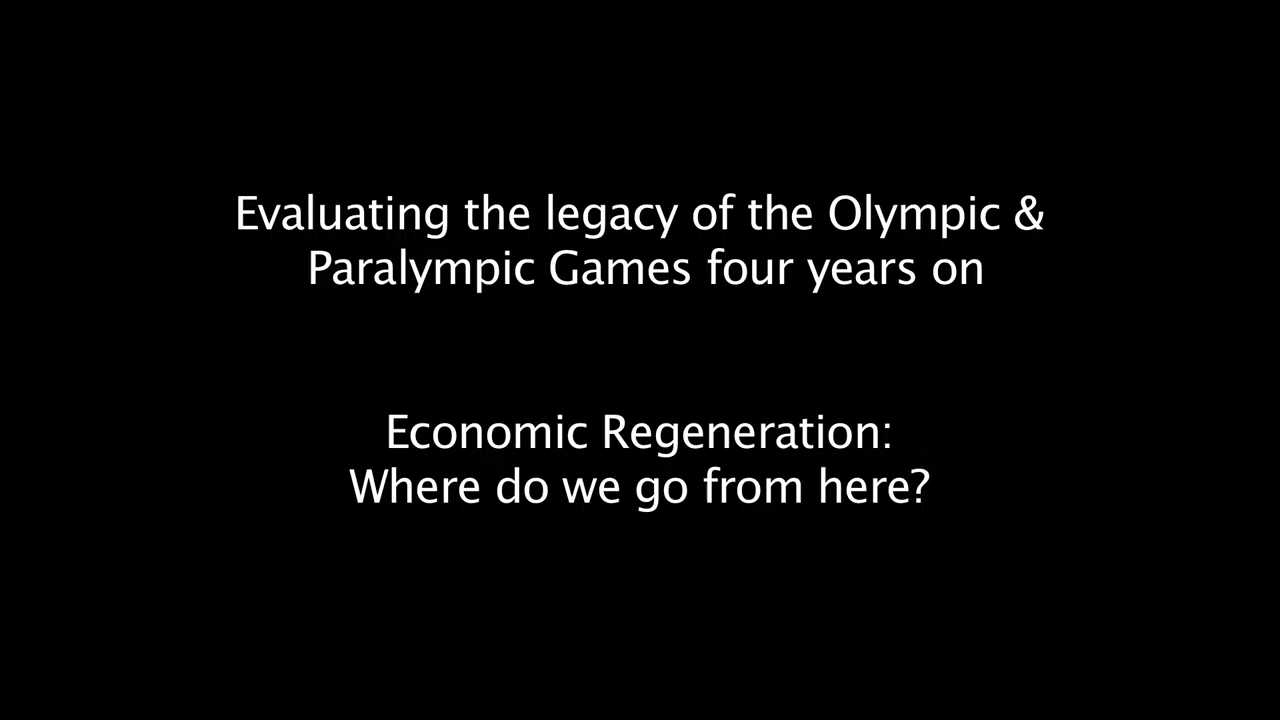 Evaluating the legacy of the Olympic &
Paralympic Games four years on
Economic Regeneration:
Where do we go from here?